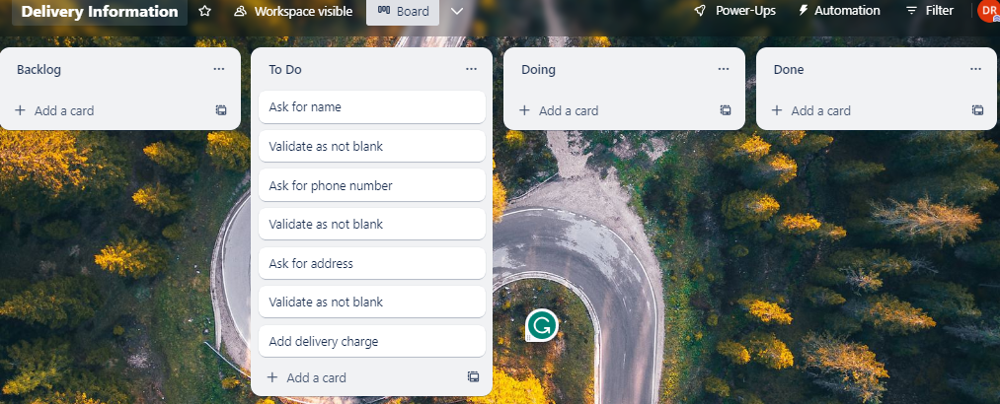 Delivery Information
Workspace visible
Board
Power-Ups
Automation
Filter
DR
Backlog
Add a card
To Do
Ask for name
Validate as not blank
Ask for phone number
Validate as not blank
Ask for address
Validate as not blank
Add delivery charge
Add a card
Doing
Add a card
Done
Add a card